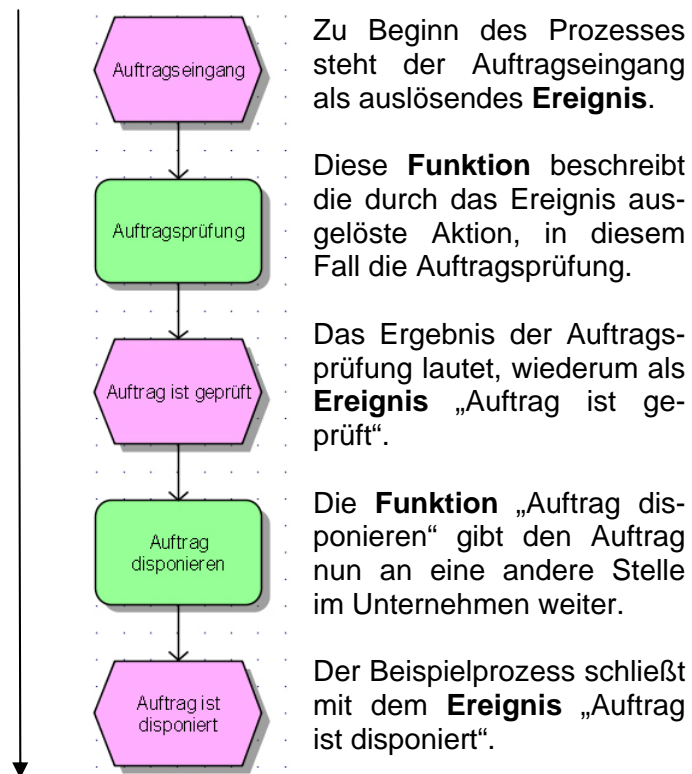 Auftragseingang
Zu Beginn des Prozesses
steht der Auftragseingang
als auslösendes Ereignis.
Auftragsprüfung
Diese Funktion beschreibt
die durch das Ereignis aus-
gelöste Aktion, in diesem
Fall die Auftragsprüfung.
Auftrag ist geprüft
Das Ergebnis der Auftrags-
prüfung lautet, wiederum als
Ereignis „Auftrag ist ge-
prüft“.
Auftrag
disponieren
Die Funktion „Auftrag dis-
ponieren“ gibt den Auftrag
nun an eine andere Stelle
im Unternehmen weiter.
Auftrag ist
disponiert
Der Beispielprozess schließt
mit dem Ereignis „Auftrag
ist disponiert“.